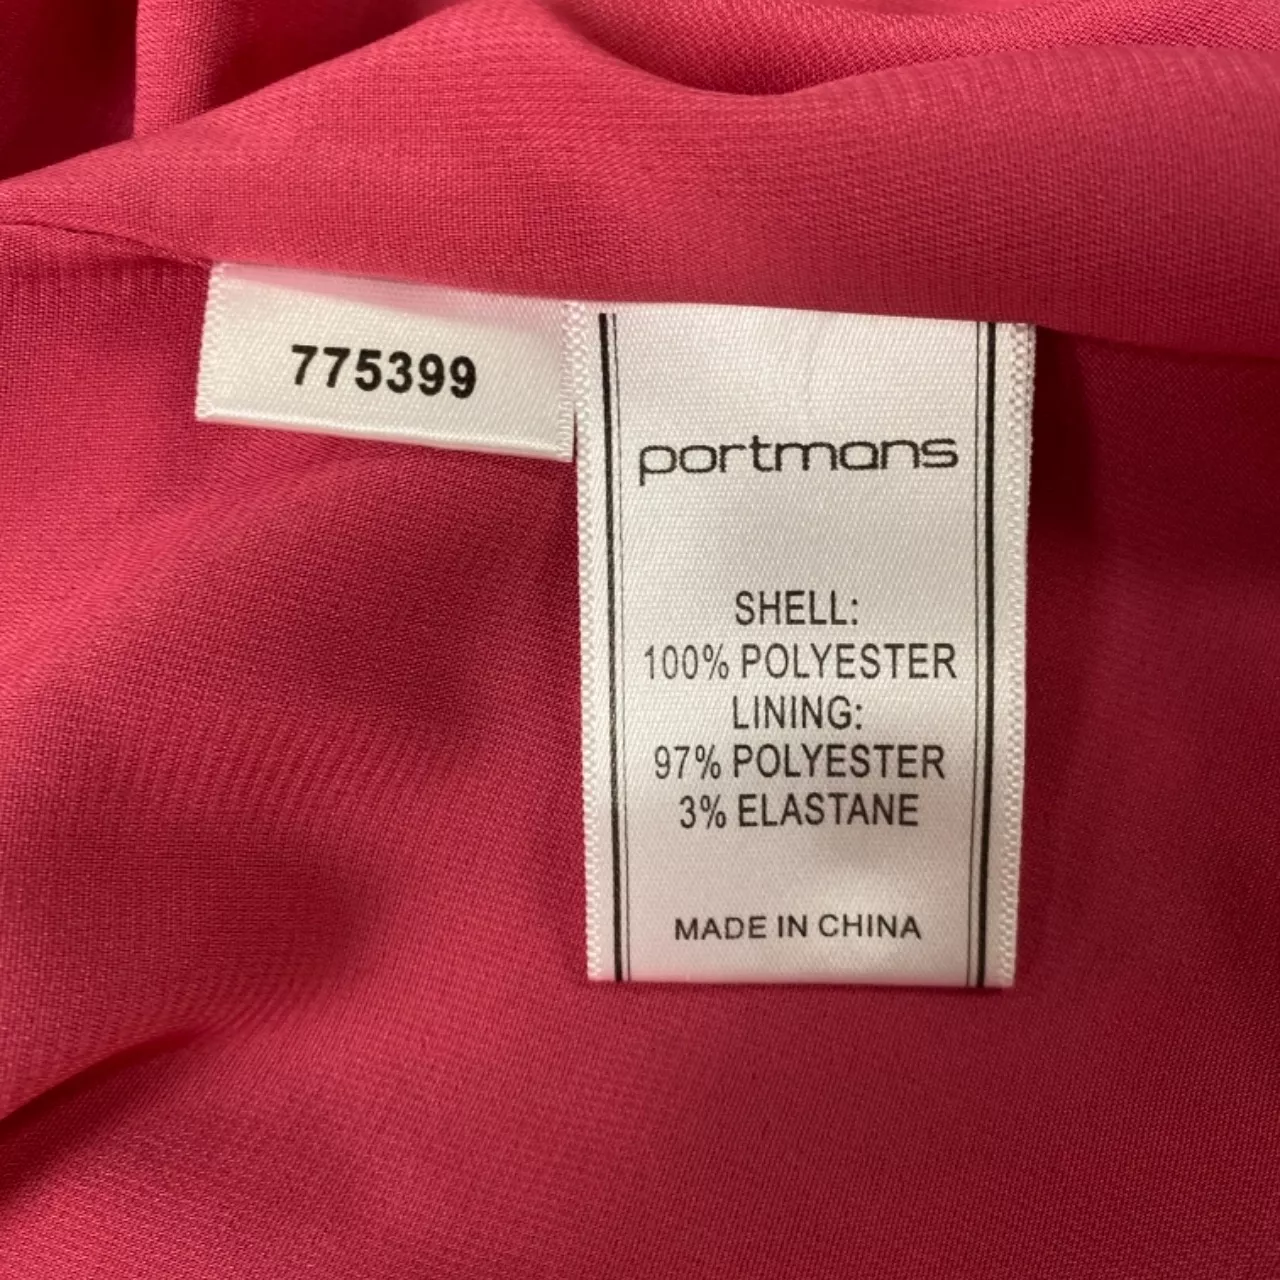 775399
portmans
SHELL:
100% POLYESTER
LINING:
97% POLYESTER
3% ELASTANE
MADE IN CHINA